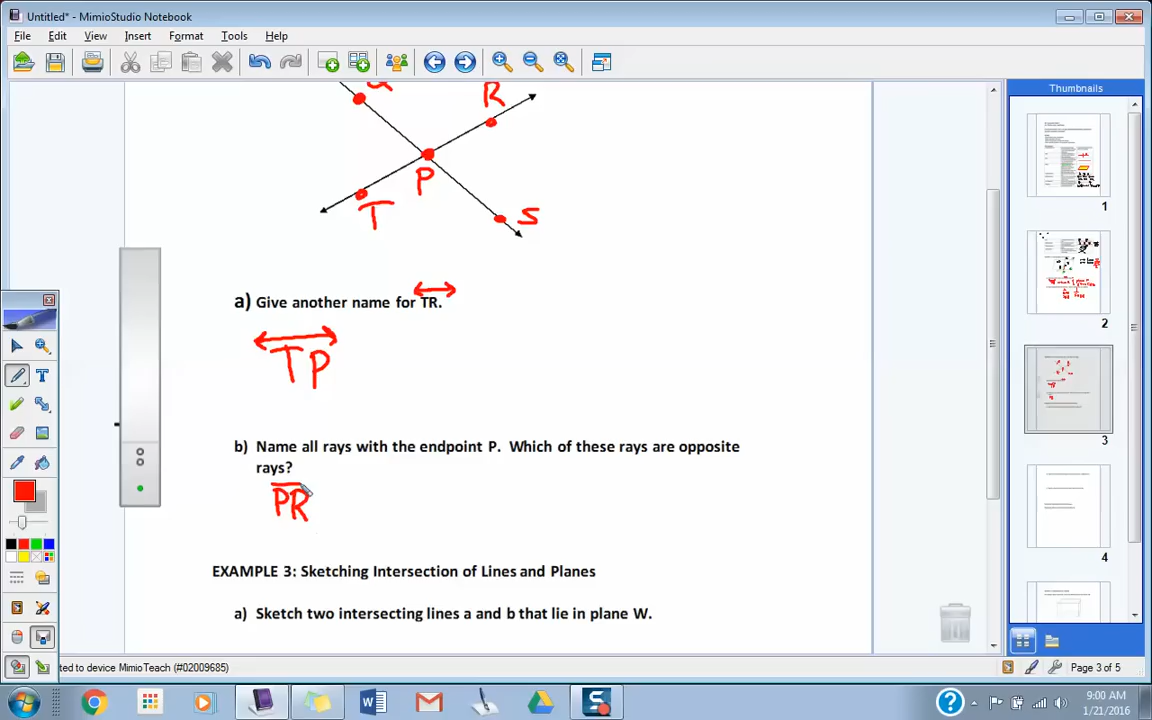 Untitled* - MimioStudio Notebook
File Edit View Insert Format Tools Help
Thumbnails
Q
R
P
T
S
a) Give another name for TR.
TP
b) Name all rays with the endpoint P. Which of these rays are opposite
rays?
PR
EXAMPLE 3: Sketching Intersection of Lines and Planes
a) Sketch two intersecting lines a and b that lie in plane W.
1
2
3
4
ted to device MimioTeach (#02009685)
Page 3 of 5
9:00 AM
1/21/2016